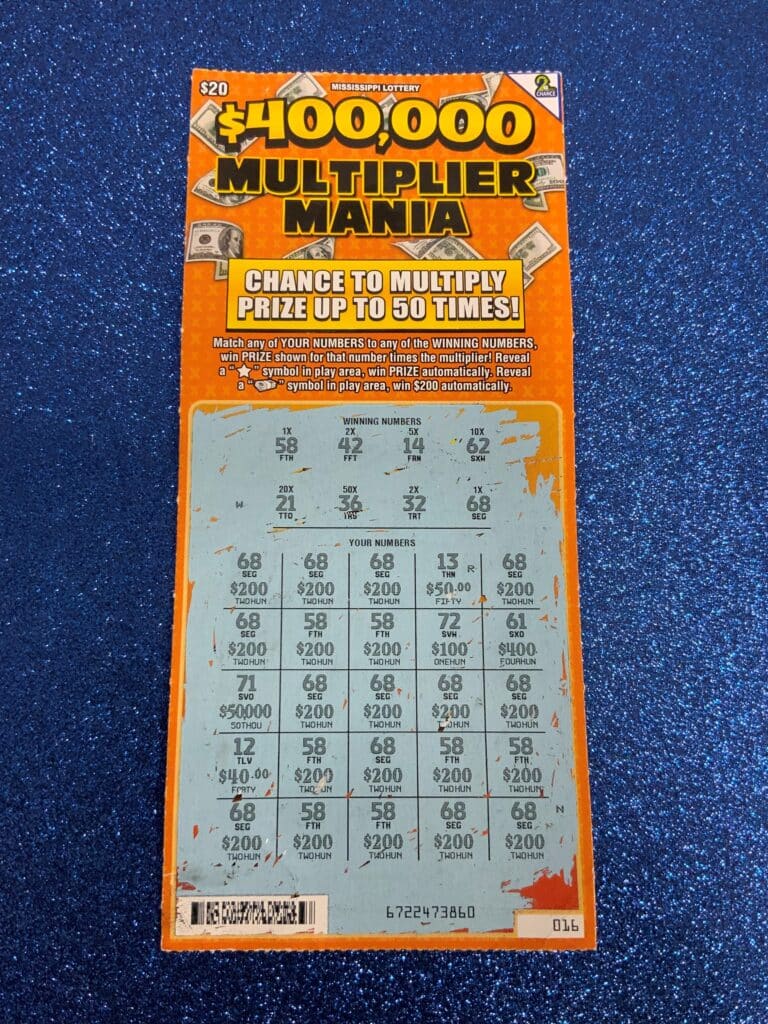 $20
MISSISSIPPI LOTTERY
2
CHANCE
$400,000
MULTIPLIER
MANIA
CHANCE TO MULTIPLY
PRIZE UP TO 50 TIMES!
Match any of YOUR NUMBERS to any of the WINNING NUMBERS,
win PRIZE shown for that number times the multiplier! Reveal
a "⭐" symbol in play area, win PRIZE automatically. Reveal
a "💵" symbol in play area, win $200 automatically.
WINNING NUMBERS
1X 2X 5X 10X
58 42 14 62
FTH FFT FRN SXW
20X 50X 2X 1X
W 21 36 32 68
TTO TRS TRT SEG
YOUR NUMBERS
68 68 68 13 R 68
SEG SEG SEG THN SEG
$200 $200 $200 $50.00 $200
TWOHUN TWOHUN TWOHUN FIFTY TWOHUN
68 58 58 72 61
SEG FTH FTH SVW SXO
$200 $200 $200 $100 $400
TWOHUN TWOHUN TWOHUN ONEHUN FOURHUN
71 68 68 68 68
SVO SEG SEG SEG SEG
$50,000 $200 $200 $200 $200
50THOU TWOHUN TWOHUN TWOHUN TWOHUN
12 58 68 58 58
TLV FTH SEG FTH FTH
$40.00 $200 $200 $200 $200
FORTY TWOHUN TWOHUN TWOHUN TWOHUN
68 58 58 68 68 N
SEG FTH FTH SEG SEG
$200 $200 $200 $200 $200
TWOHUN TWOHUN TWOHUN TWOHUN TWOHUN
6722473860
016